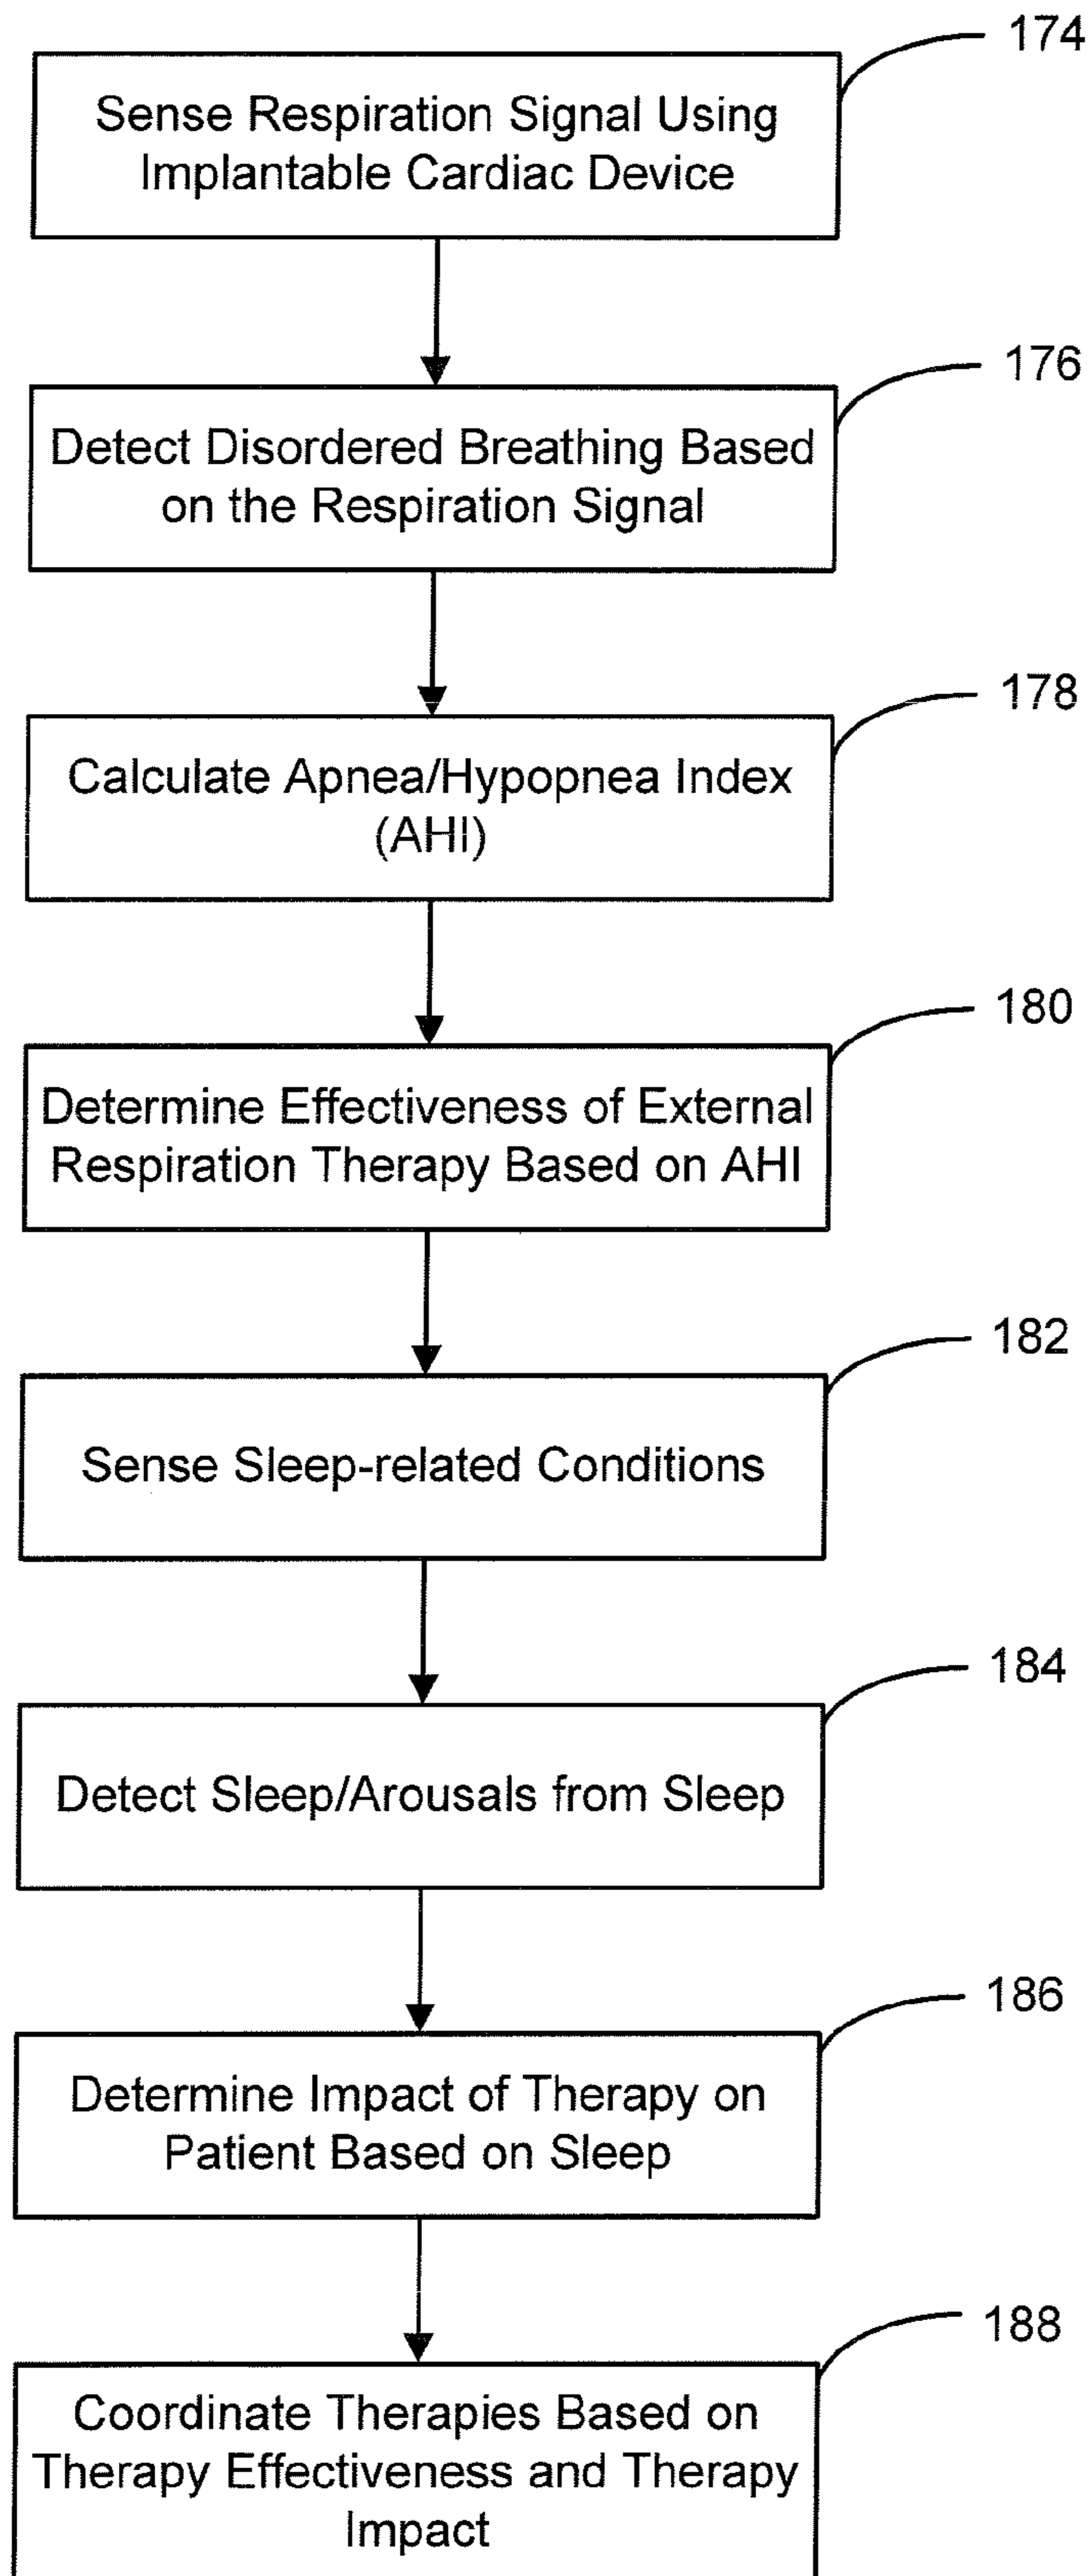 174
Sense Respiration Signal Using
Implantable Cardiac Device
176
Detect Disordered Breathing Based
on the Respiration Signal
178
Calculate Apnea/Hypopnea Index
(AHI)
180
Determine Effectiveness of External
Respiration Therapy Based on AHI
182
Sense Sleep-related Conditions
184
Detect Sleep/Arousals from Sleep
186
Determine Impact of Therapy on
Patient Based on Sleep
188
Coordinate Therapies Based on
Therapy Effectiveness and Therapy
Impact